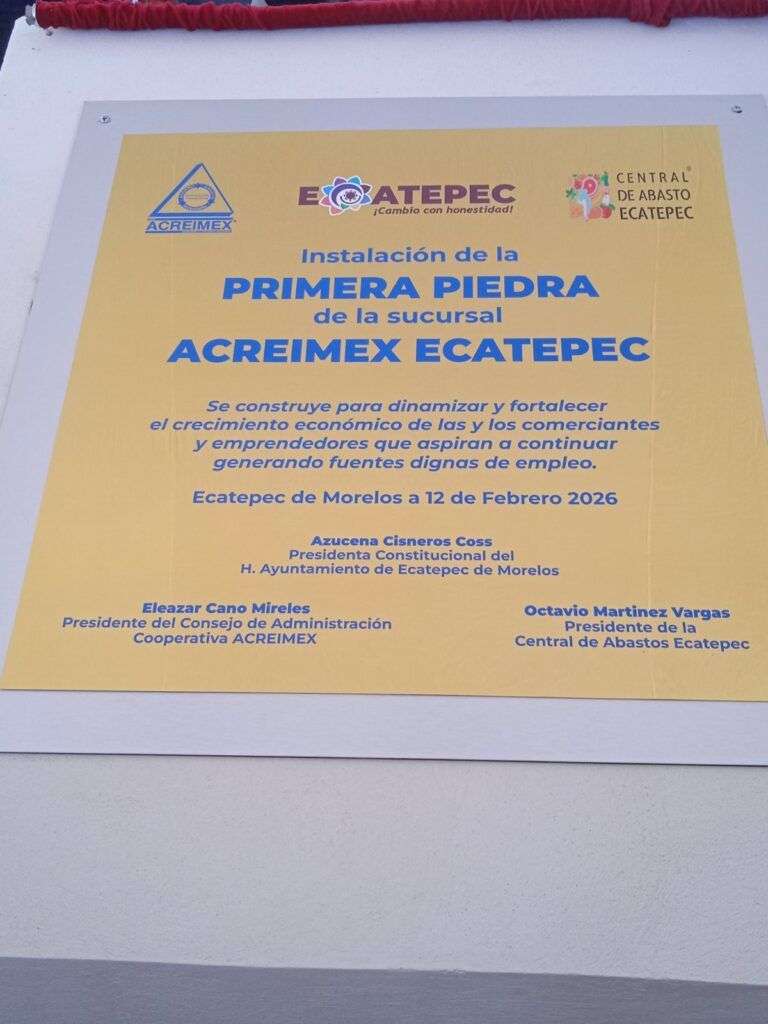 ACREIMEX
ECATEPEC
¡Cambio con honestidad!
CENTRAL
DE ABASTO
ECATEPEC
Instalación de la
PRIMERA PIEDRA
de la sucursal
ACREIMEX ECATEPEC
Se construye para dinamizar y fortalecer
el crecimiento económico de las y los comerciantes
y emprendedores que aspiran a continuar
generando fuentes dignas de empleo.
Ecatepec de Morelos a 12 de Febrero 2026
Azucena Cisneros Coss
Presidenta Constitucional del
H. Ayuntamiento de Ecatepec de Morelos
Eleazar Cano Mireles
Presidente del Consejo de Administración
Cooperativa ACREIMEX
Octavio Martinez Vargas
Presidente de la
Central de Abastos Ecatepec